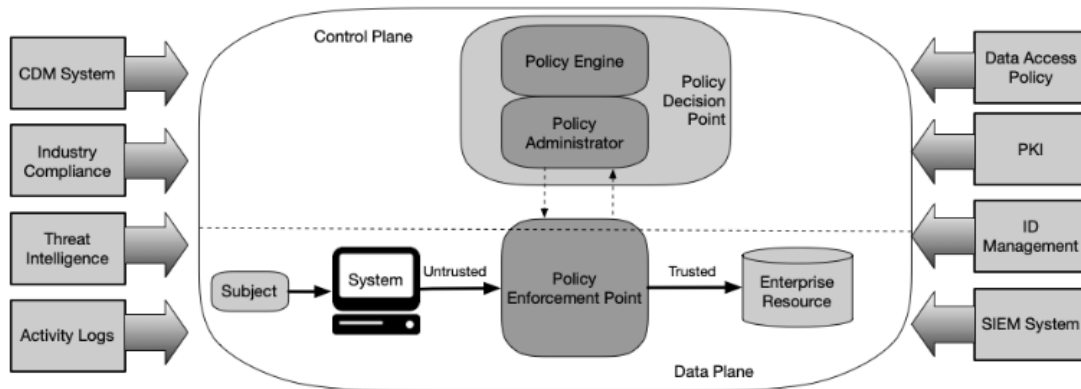 Control Plane
CDM System
Industry
Compliance
Threat
Intelligence
Activity Logs
Policy Engine
Policy
Administrator
Policy
Decision
Point
Subject
System
Untrusted
Policy
Enforcement Point
Trusted
Enterprise
Resource
Data Plane
Data Access
Policy
PKI
ID
Management
SIEM System